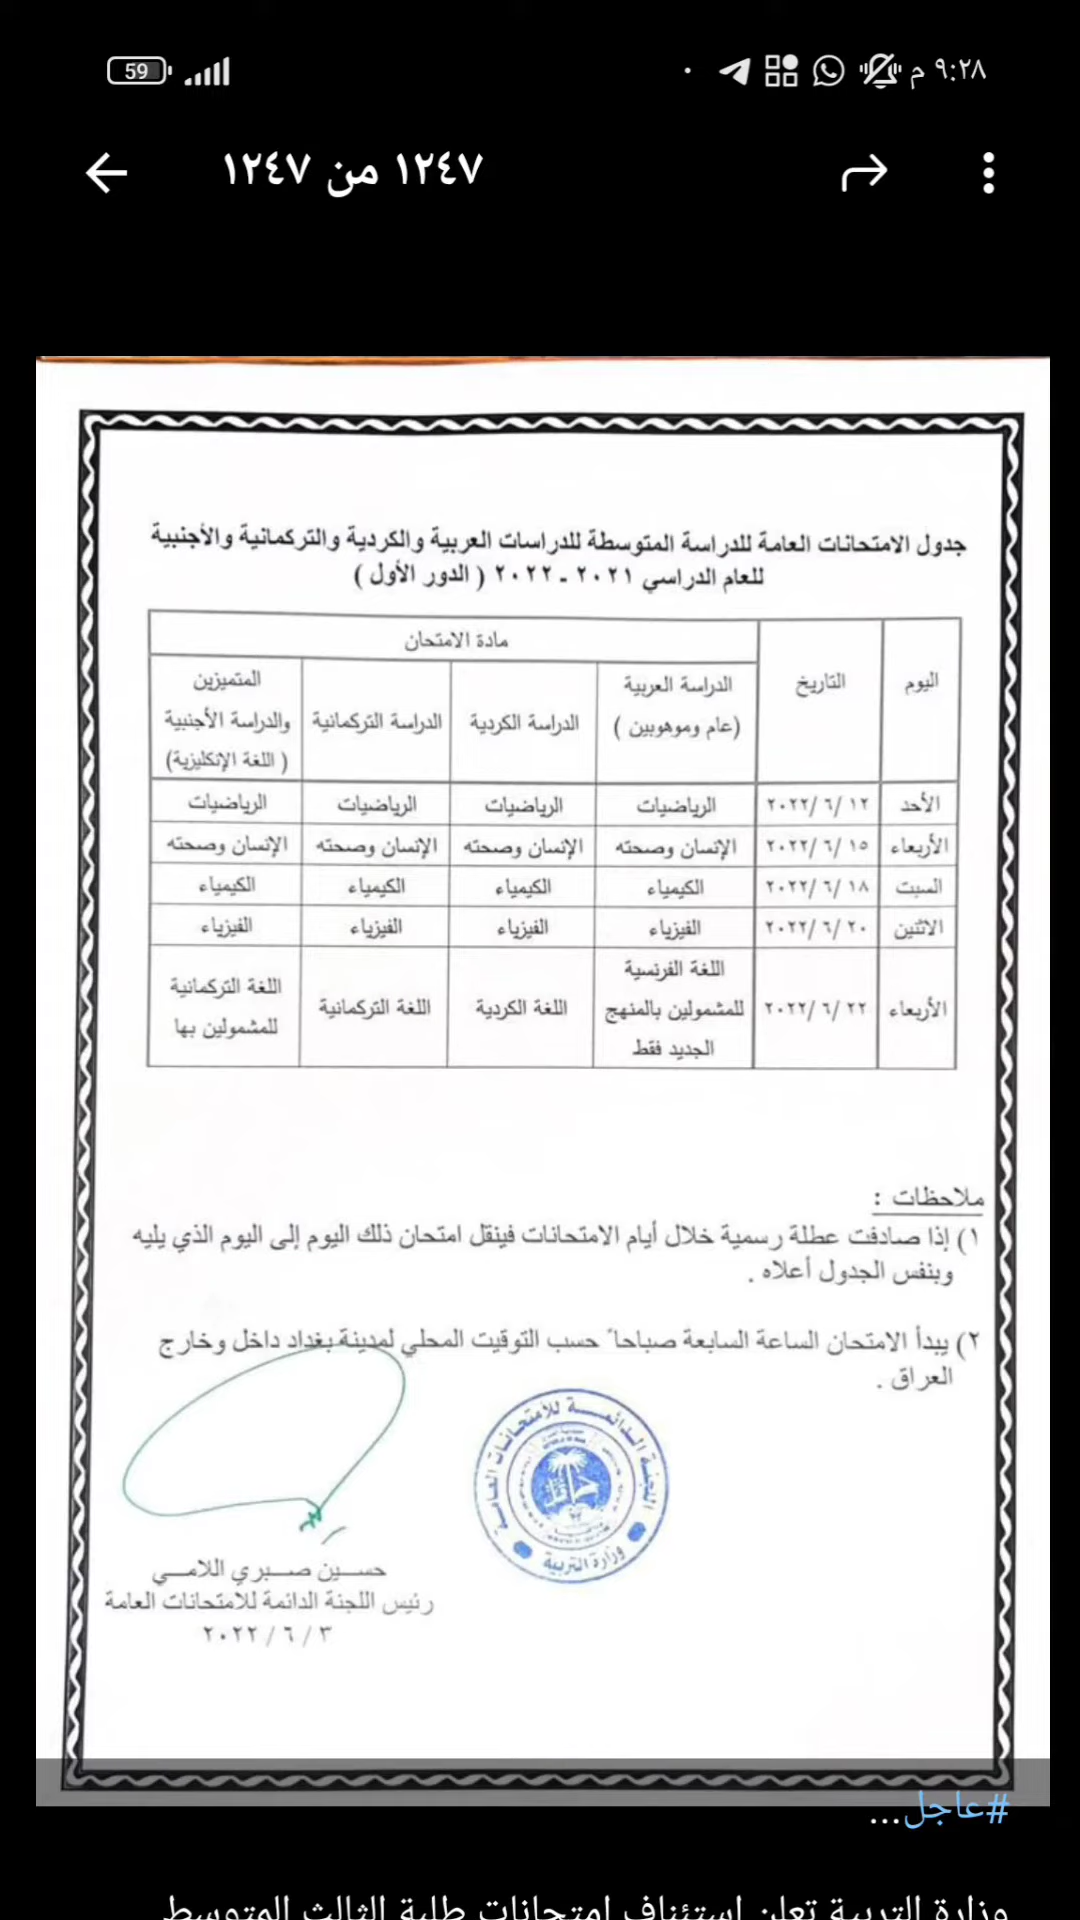 59
٩:٢٨ م
١٢٤٧ من ١٢٤٧
جدول الامتحانات العامة للدراسة المتوسطة للدراسات العربية والكردية والتركمانية والأجنبية
للعام الدراسي ٢٠٢١ - ٢٠٢٢ ( الدور الأول )
اليوم التاريخ مادة الامتحان
الدراسة العربية (عام وموهوبين ) الدراسة الكردية الدراسة التركمانية المتميزين والدراسة الأجنبية ( اللغة الإنكليزية)
الأحد ١٢ /٦ /٢٠٢٢ الرياضيات الرياضيات الرياضيات الرياضيات
الأربعاء ١٥ /٦ /٢٠٢٢ الإنسان وصحته الإنسان وصحته الإنسان وصحته الإنسان وصحته
السبت ١٨ /٦ /٢٠٢٢ الكيمياء الكيمياء الكيمياء الكيمياء
الاثنين ٢٠ /٦ /٢٠٢٢ الفيزياء الفيزياء الفيزياء الفيزياء
الأربعاء ٢٢ /٦ /٢٠٢٢ اللغة الفرنسية للمشمولين بالمنهج الجديد فقط اللغة الكردية اللغة التركمانية اللغة التركمانية للمشمولين بها
ملاحظات :
١) إذا صادفت عطلة رسمية خلال أيام الامتحانات فينقل امتحان ذلك اليوم إلى اليوم الذي يليه
وبنفس الجدول أعلاه .
٢) يبدأ الامتحان الساعة السابعة صباحاً حسب التوقيت المحلي لمدينة بغداد داخل وخارج
العراق .
اللجنة الدائمة للأمتحانات العامة
وزارة التربية
حسين صبري اللامي
رئيس اللجنة الدائمة للامتحانات العامة
٣ / ٦ / ٢٠٢٢
#عاجل...
وزارة التربية تعلن استئناف امتحانات طلبة الثالث المتوسط